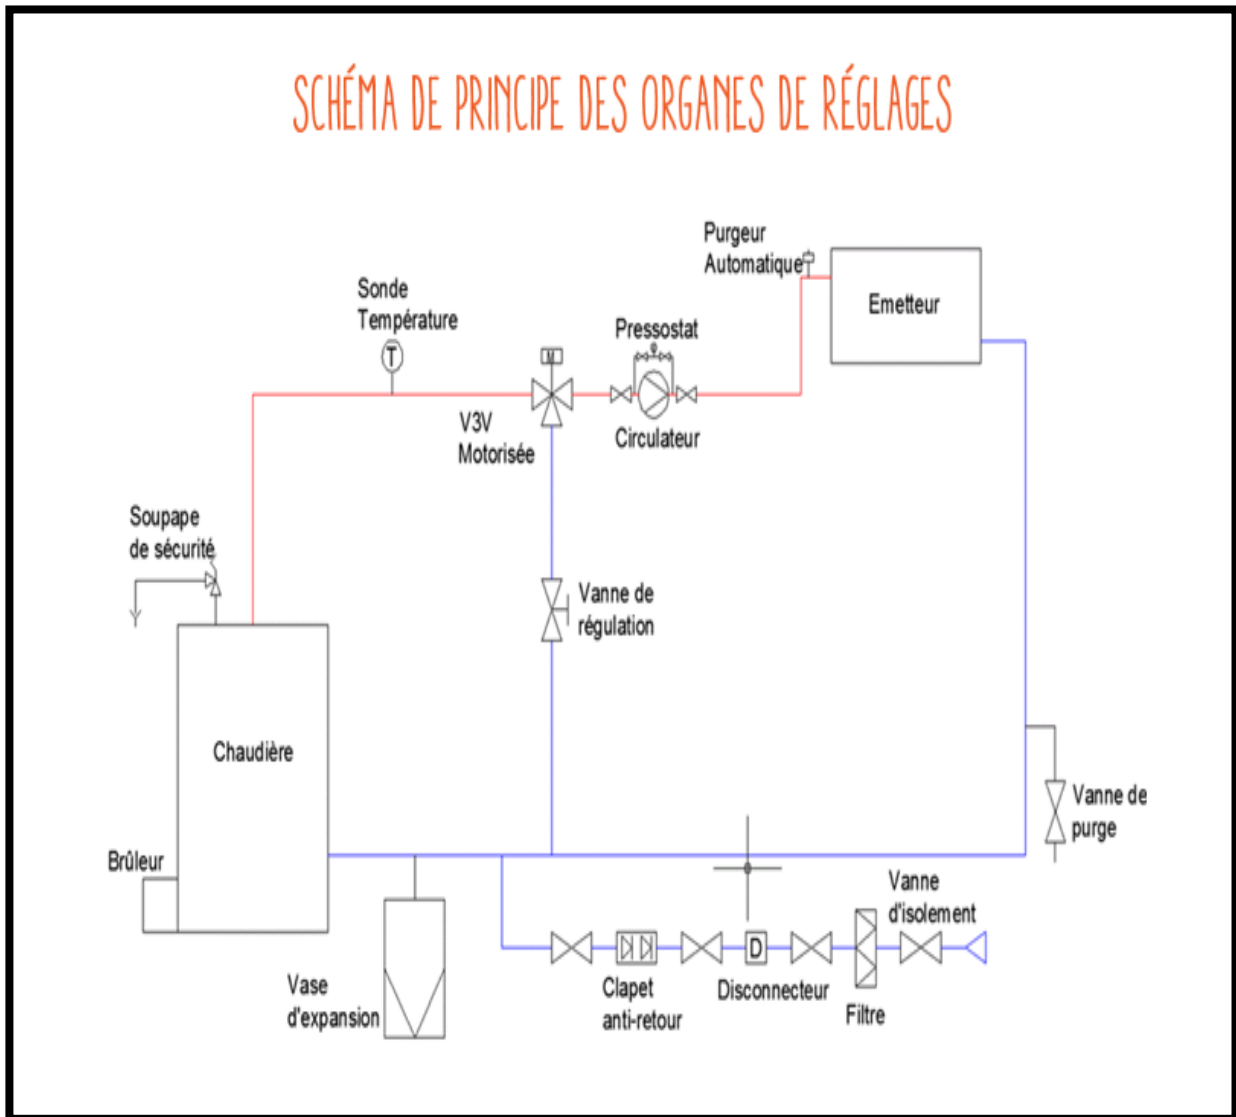 SCHÉMA DE PRINCIPE DES ORGANES DE RÉGLAGES
Purgeur
Automatique
Emetteur
Sonde
Température
T
Pressostat
M
V3V
Motorisée
Circulateur
Soupape
de sécurité
Vanne de
régulation
Chaudière
Vanne de
purge
Brûleur
Vanne
d'isolement
D
Vase
d'expansion
Clapet
anti-retour
Disconnecteur
Filtre